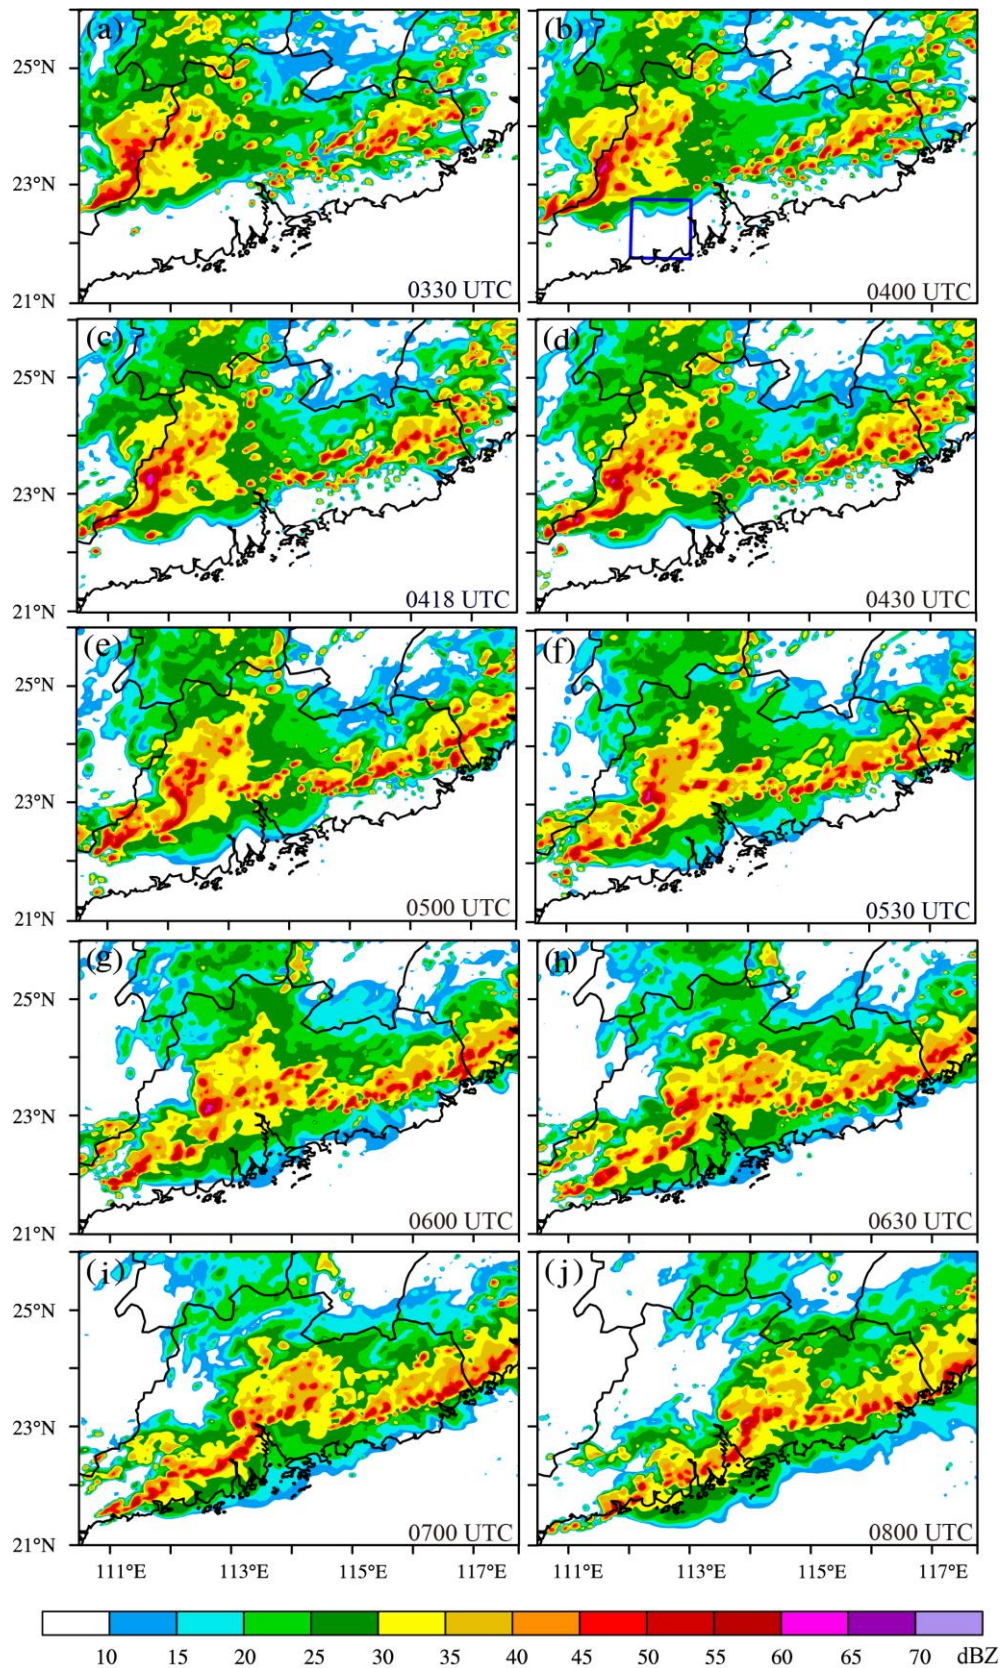 (a)
(b)
25°N
23°N
21°N
0330 UTC
0400 UTC
(c)
(d)
25°N
23°N
21°N
0418 UTC
0430 UTC
(e)
(f)
25°N
23°N
21°N
0500 UTC
0530 UTC
(g)
(h)
25°N
23°N
21°N
0600 UTC
0630 UTC
(i)
(j)
25°N
23°N
21°N
0700 UTC
0800 UTC
111°E 113°E 115°E 117°E 111°E 113°E 115°E 117°E
10 15 20 25 30 35 40 45 50 55 60 65 70 dBZ